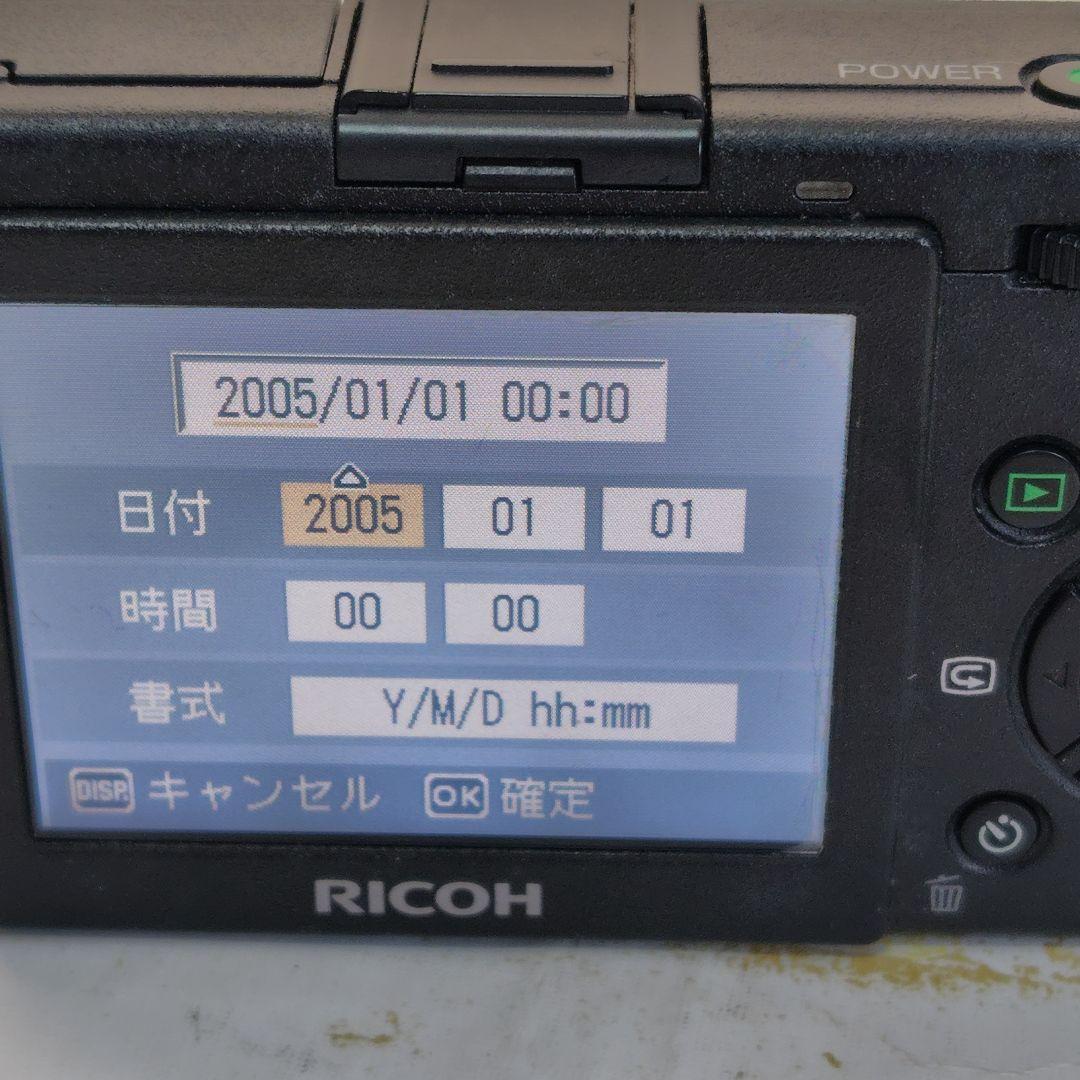 POWER
2005/01/01 00:00
日付 2005 01 01
時間 00 00
書式 Y/M/D hh:mm
DISP. キャンセル OK 確定
RICOH